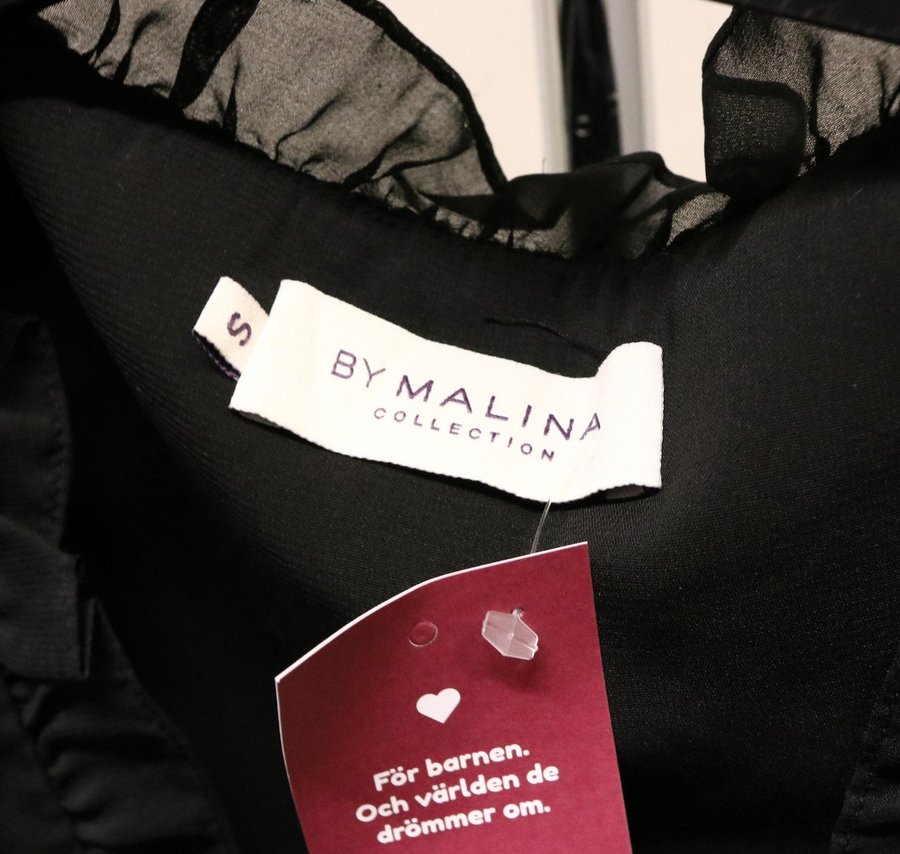 S
BY MALINA
COLLECTION
För barnen.
Och världen de
drömmer om.